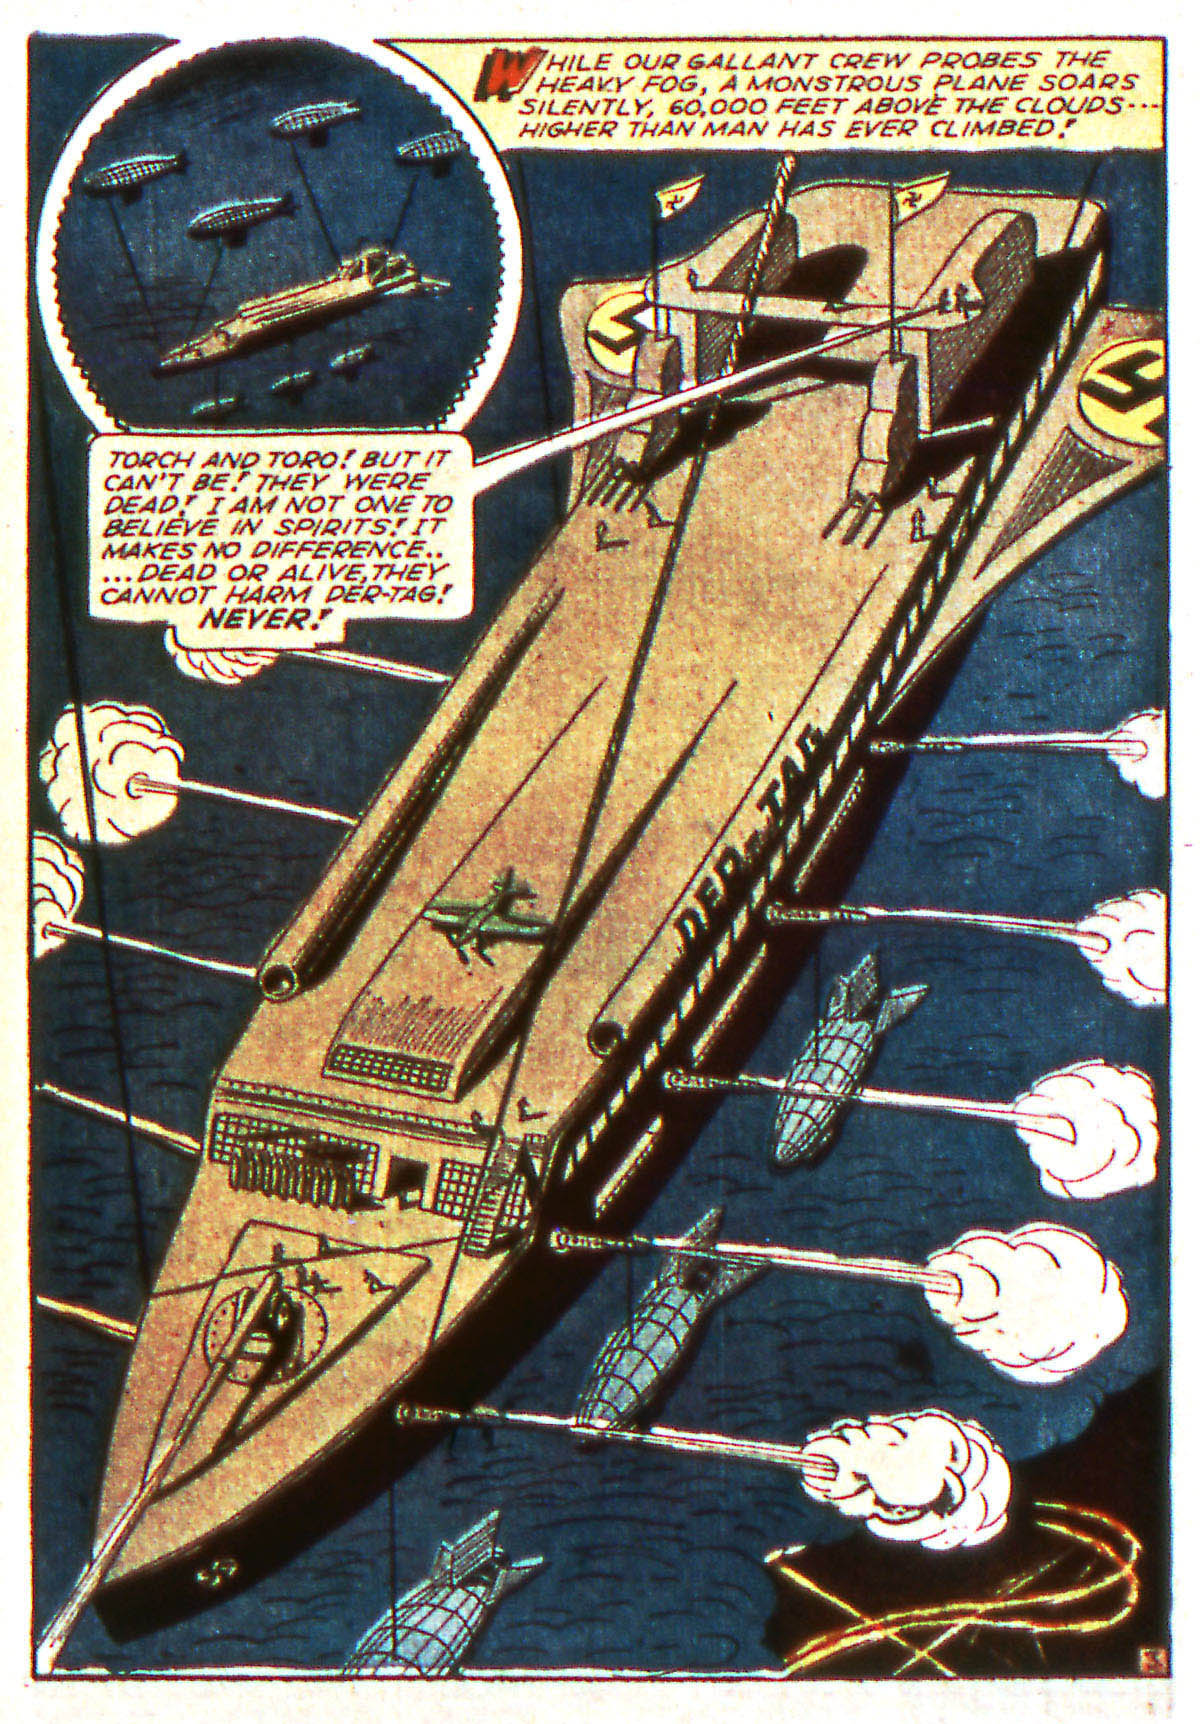 WHILE OUR GALLANT CREW PROBES THE
HEAVY FOG, A MONSTROUS PLANE SOARS
SILENTLY, 60,000 FEET ABOVE THE CLOUDS---
HIGHER THAN MAN HAS EVER CLIMBED!
TORCH AND TORO! BUT IT
CAN'T BE! THEY WERE
DEAD! I AM NOT ONE TO
BELIEVE IN SPIRITS! IT
MAKES NO DIFFERENCE..
...DEAD OR ALIVE, THEY
CANNOT HARM DER-TAG!
NEVER!
DER-TAG
3